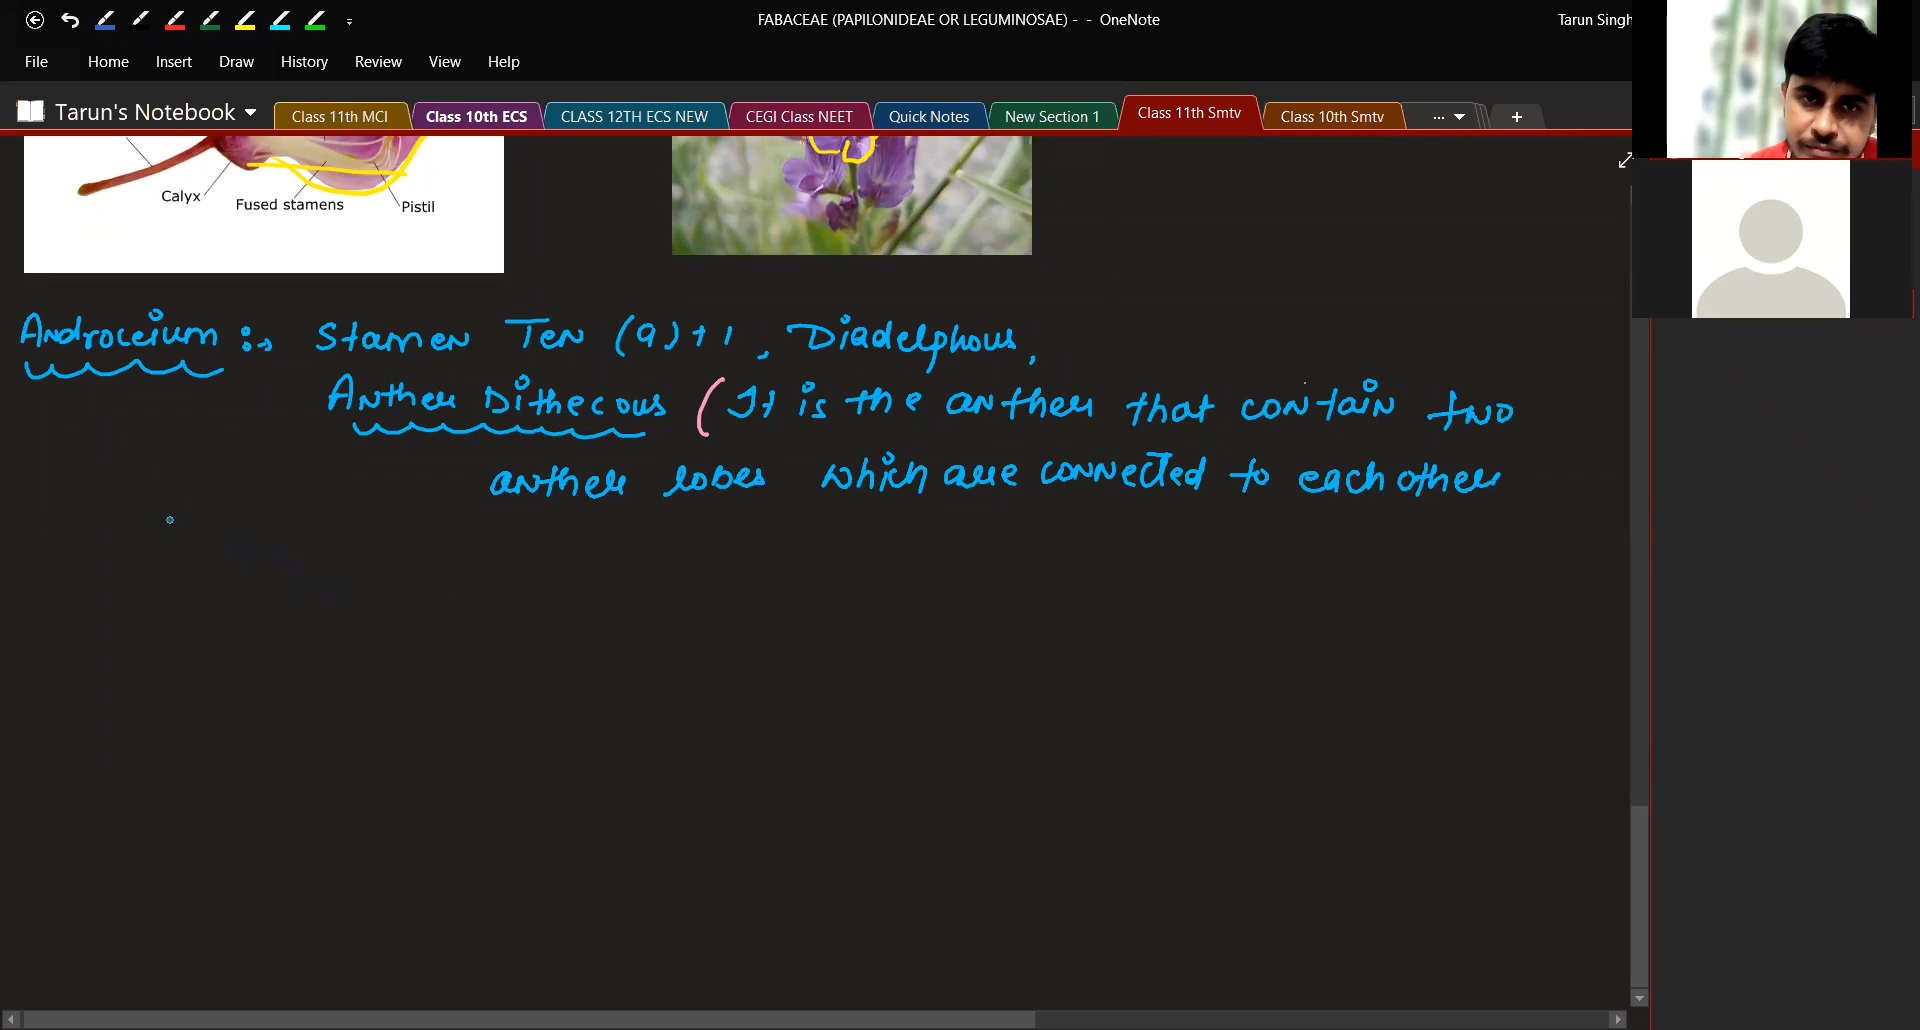 FABACEAE (PAPILONIDEAE OR LEGUMINOSAE) - - OneNote
Tarun Singh
File Home Insert Draw History Review View Help
Tarun's Notebook
Class 11th MCI
Class 10th ECS
CLASS 12TH ECS NEW
CEGI Class NEET
Quick Notes
New Section 1
Class 11th Smtv
Class 10th Smtv
... +
Calyx
Fused stamens
Pistil
Androceium :-, Stamen Ten (9)+1, Diadelphous,
Anther Dithecous ( It is the anther that contain two
anther lobes which are connected to each other